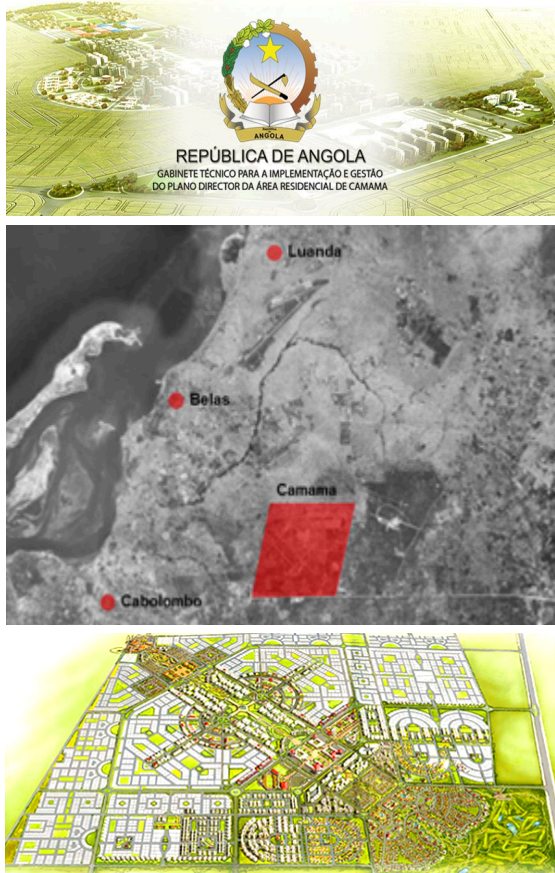 ANGOLA
REPÚBLICA DE ANGOLA
GABINETE TÉCNICO PARA A IMPLEMENTAÇÃO E GESTÃO
DO PLANO DIRECTOR DA ÁREA RESIDENCIAL DE CAMAMA
Luanda
Belas
Camama
Cabolombo